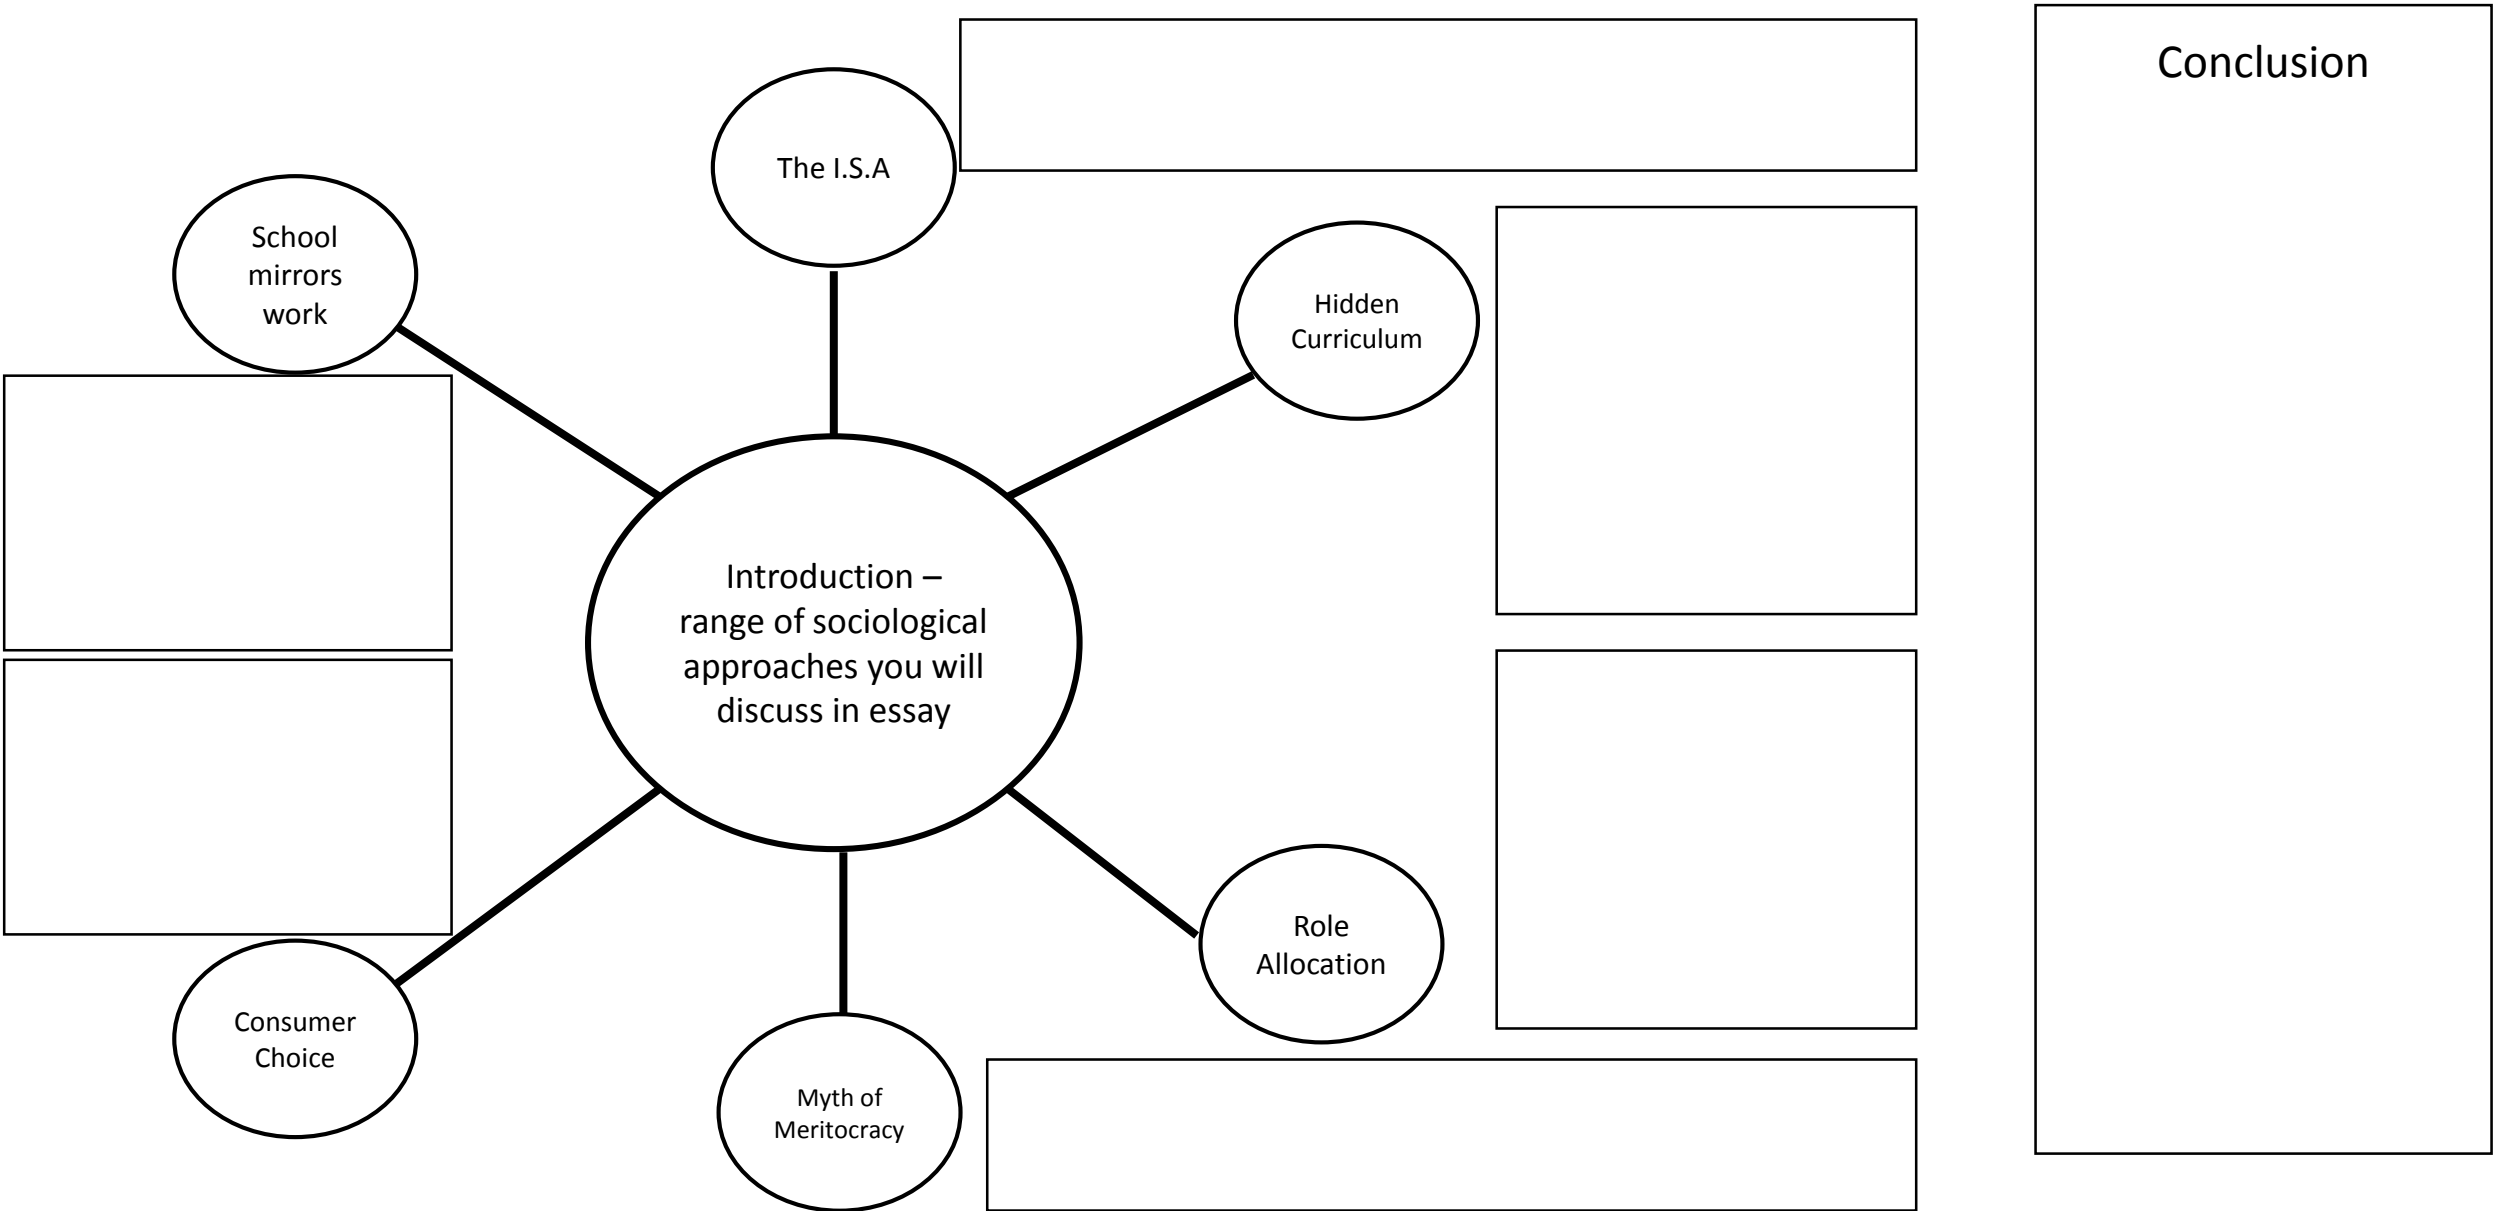 The I.S.A
Conclusion
School
mirrors
work
Hidden
Curriculum
Introduction –
range of sociological
approaches you will
discuss in essay
Role
Allocation
Consumer
Choice
Myth of
Meritocracy